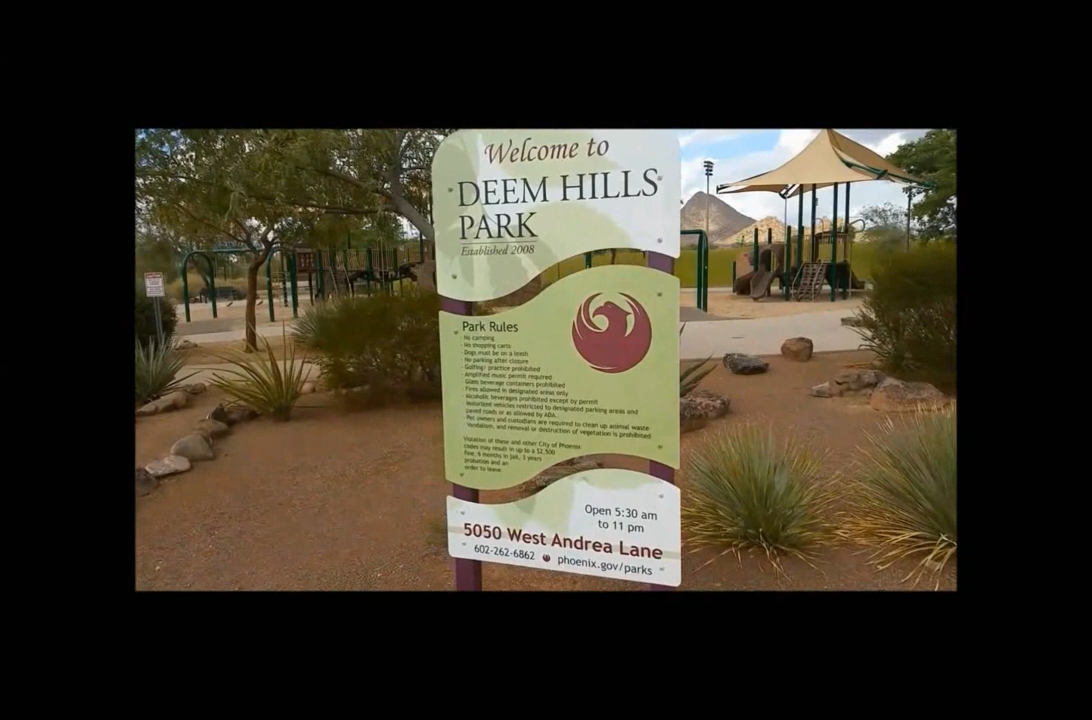 Welcome to
DEEM HILLS
PARK
Established 2008
Park Rules
· No camping
· No shopping carts
· Dogs must be on a leash
· No parking after closure
· Golfing/ practice prohibited
· Amplified music permit required
· Glass beverage containers prohibited
· Fires allowed in designated areas only
· Alcoholic beverages prohibited except by permit
· Motorized vehicles restricted to designated parking areas and
paved roads or as allowed by ADA.
· Pet owners and custodians are required to clean up animal waste
· Vandalism, and removal or destruction of vegetation is prohibited
Violation of these and other City of Phoenix
codes may result in up to a $2,500
fine, 6 months in jail, 3 years
probation and an
order to leave
Open 5:30 am
to 11 pm
5050 West Andrea Lane
602-262-6862 phoenix.gov/parks